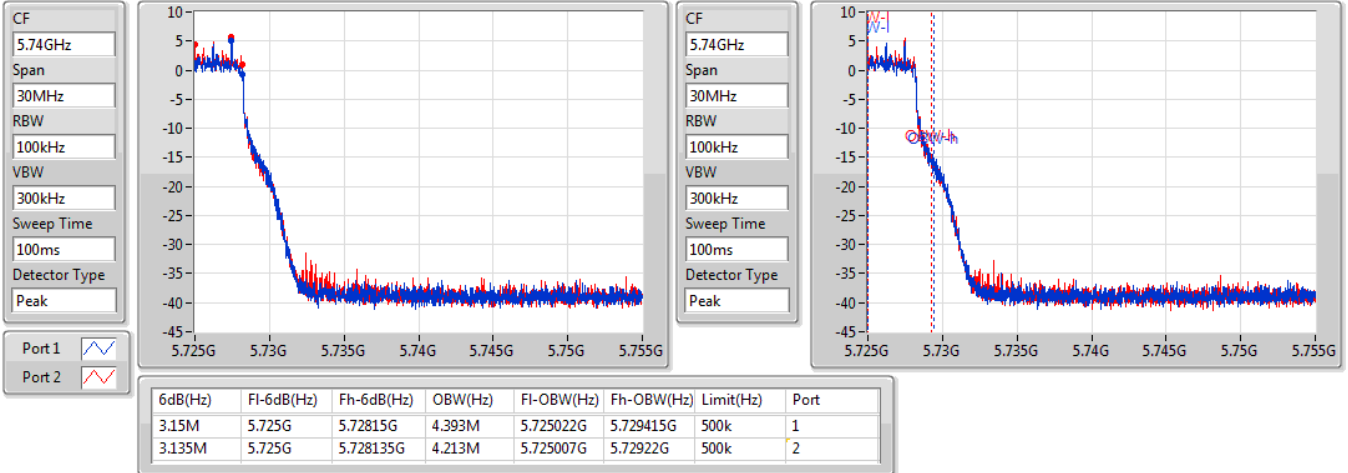 CF
5.74GHz
Span
30MHz
RBW
100kHz
VBW
300kHz
Sweep Time
100ms
Detector Type
Peak
Port 1
Port 2
10
5
0
-5
-10
-15
-20
-25
-30
-35
-40
-45
5.725G 5.73G 5.735G 5.74G 5.745G 5.75G 5.755G
CF
5.74GHz
Span
30MHz
RBW
100kHz
VBW
300kHz
Sweep Time
100ms
Detector Type
Peak
10
5
0
-5
-10
-15
-20
-25
-30
-35
-40
-45
5.725G 5.73G 5.735G 5.74G 5.745G 5.75G 5.755G
W-l
W-l
OBW-h
6dB(Hz) Fl-6dB(Hz) Fh-6dB(Hz) OBW(Hz) Fl-OBW(Hz) Fh-OBW(Hz) Limit(Hz) Port
3.15M 5.725G 5.72815G 4.393M 5.725022G 5.729415G 500k 1
3.135M 5.725G 5.728135G 4.213M 5.725007G 5.72922G 500k 2